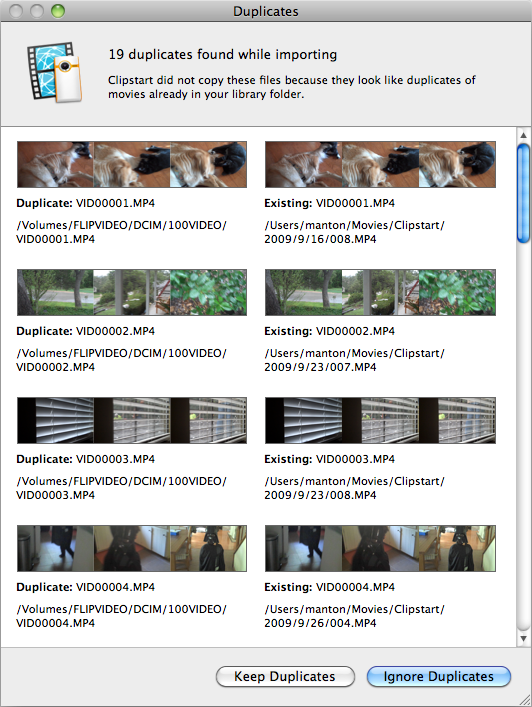 Duplicates
19 duplicates found while importing
Clipstart did not copy these files because they look like duplicates of
movies already in your library folder.
Duplicate: VID00001.MP4
/Volumes/FLIPVIDEO/DCIM/100VIDEO/
VID00001.MP4
Existing: VID00001.MP4
/Users/manton/Movies/Clipstart/
2009/9/16/008.MP4
Duplicate: VID00002.MP4
/Volumes/FLIPVIDEO/DCIM/100VIDEO/
VID00002.MP4
Existing: VID00002.MP4
/Users/manton/Movies/Clipstart/
2009/9/23/007.MP4
Duplicate: VID00003.MP4
/Volumes/FLIPVIDEO/DCIM/100VIDEO/
VID00003.MP4
Existing: VID00003.MP4
/Users/manton/Movies/Clipstart/
2009/9/23/008.MP4
Duplicate: VID00004.MP4
/Volumes/FLIPVIDEO/DCIM/100VIDEO/
VID00004.MP4
Existing: VID00004.MP4
/Users/manton/Movies/Clipstart/
2009/9/26/004.MP4
Keep Duplicates
Ignore Duplicates